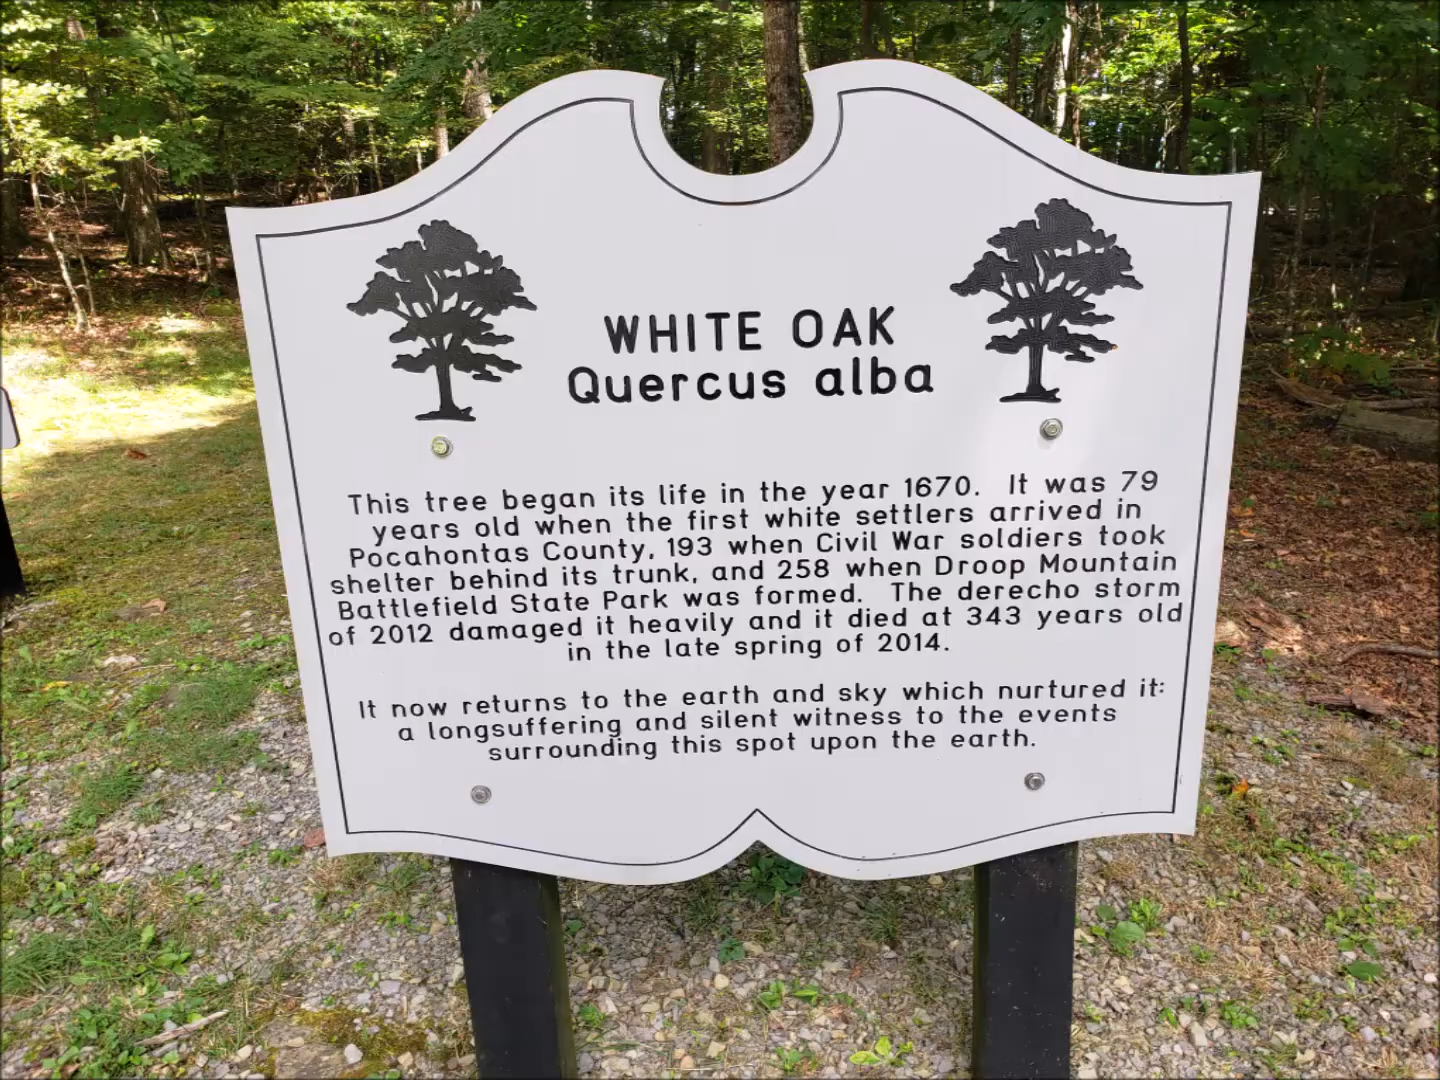 WHITE OAK
Quercus alba
This tree began its life in the year 1670. It was 79
years old when the first white settlers arrived in
Pocahontas County, 193 when Civil War soldiers took
shelter behind its trunk, and 258 when Droop Mountain
Battlefield State Park was formed. The derecho storm
of 2012 damaged it heavily and it died at 343 years old
in the late spring of 2014.
It now returns to the earth and sky which nurtured it:
a longsuffering and silent witness to the events
surrounding this spot upon the earth.